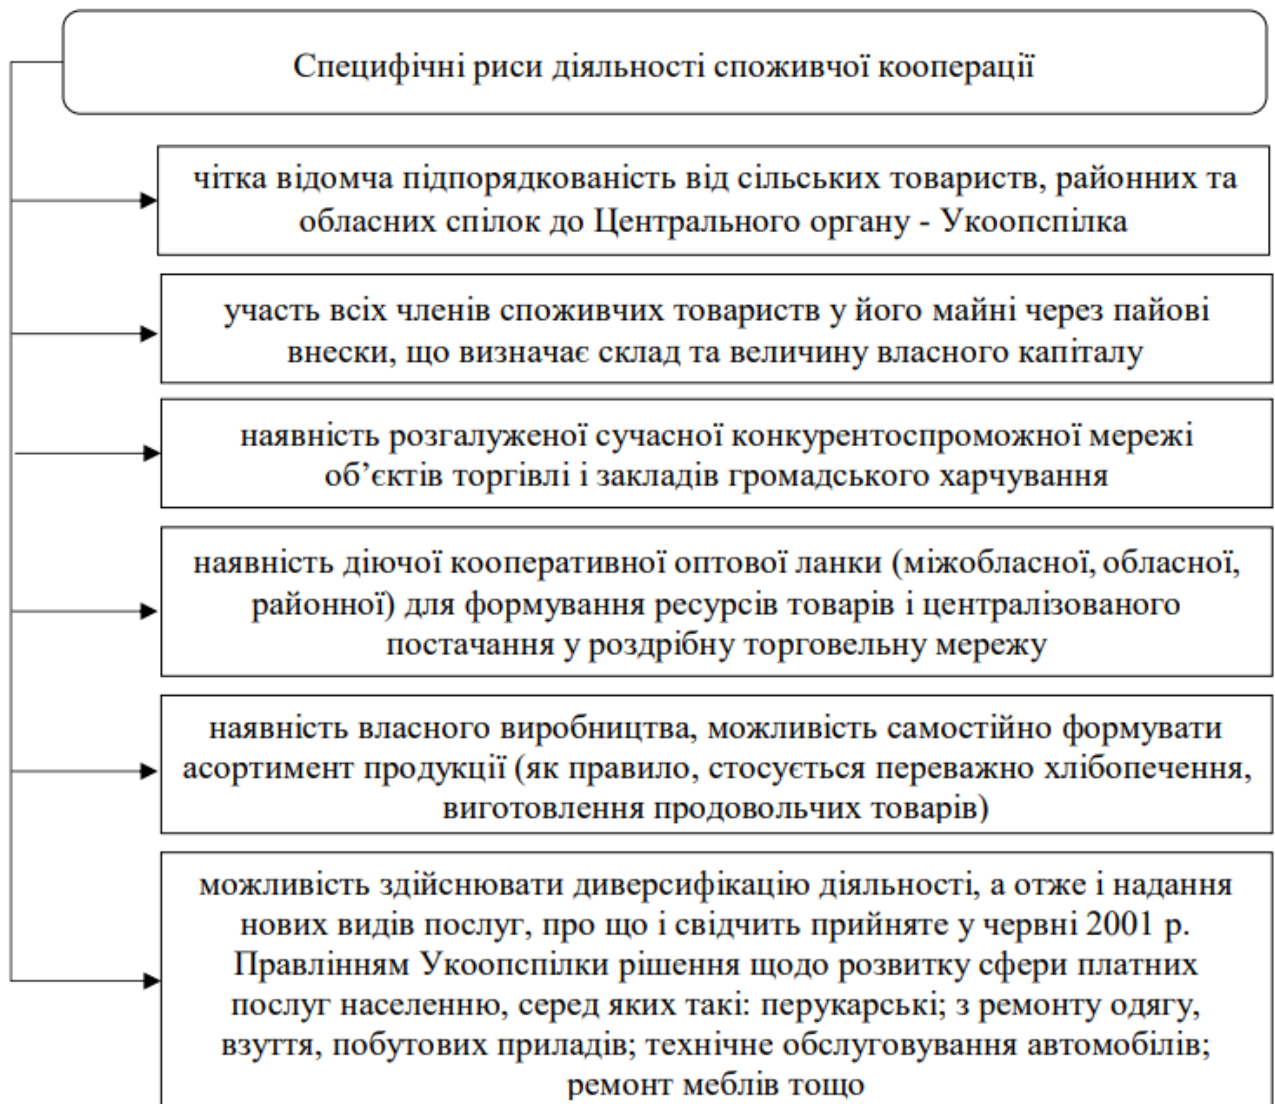 Специфічні риси діяльності споживчої кооперації
чітка відомча підпорядкованість від сільських товариств, районних та
обласних спілок до Центрального органу - Укоопспілка
участь всіх членів споживчих товариств у його майні через пайові
внески, що визначає склад та величину власного капіталу
наявність розгалуженої сучасної конкурентоспроможної мережі
об’єктів торгівлі і закладів громадського харчування
наявність діючої кооперативної оптової ланки (міжобласної, обласної,
районної) для формування ресурсів товарів і централізованого
постачання у роздрібну торговельну мережу
наявність власного виробництва, можливість самостійно формувати
асортимент продукції (як правило, стосується переважно хлібопечення,
виготовлення продовольчих товарів)
можливість здійснювати диверсифікацію діяльності, а отже і надання
нових видів послуг, про що і свідчить прийняте у червні 2001 р.
Правлінням Укоопспілки рішення щодо розвитку сфери платних
послуг населенню, серед яких такі: перукарські; з ремонту одягу,
взуття, побутових приладів; технічне обслуговування автомобілів;
ремонт меблів тощо